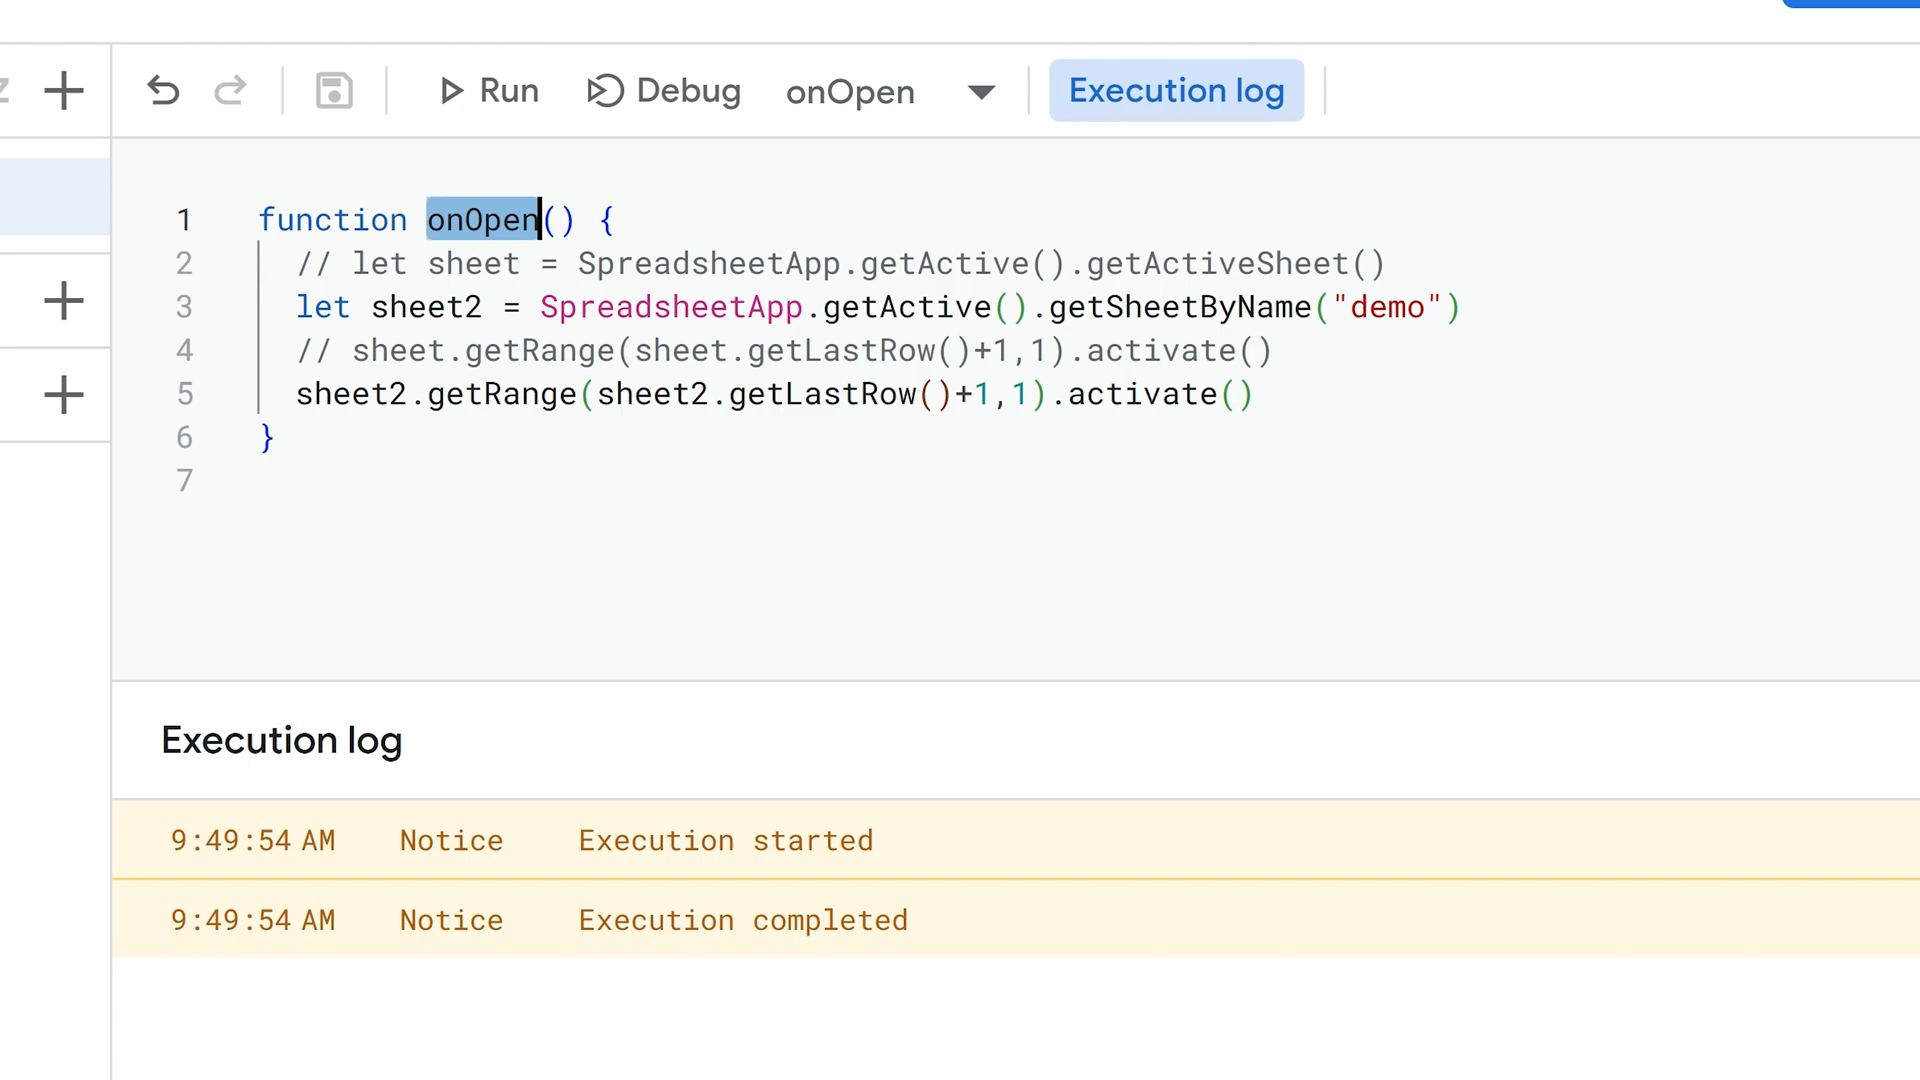 Run Debug onOpen Execution log
1 function onOpen() {
2 // let sheet = SpreadsheetApp.getActive().getActiveSheet()
3 let sheet2 = SpreadsheetApp.getActive().getSheetByName("demo")
4 // sheet.getRange(sheet.getLastRow()+1,1).activate()
5 sheet2.getRange(sheet2.getLastRow()+1,1).activate()
6 }
7
Execution log
9:49:54 AM Notice Execution started
9:49:54 AM Notice Execution completed